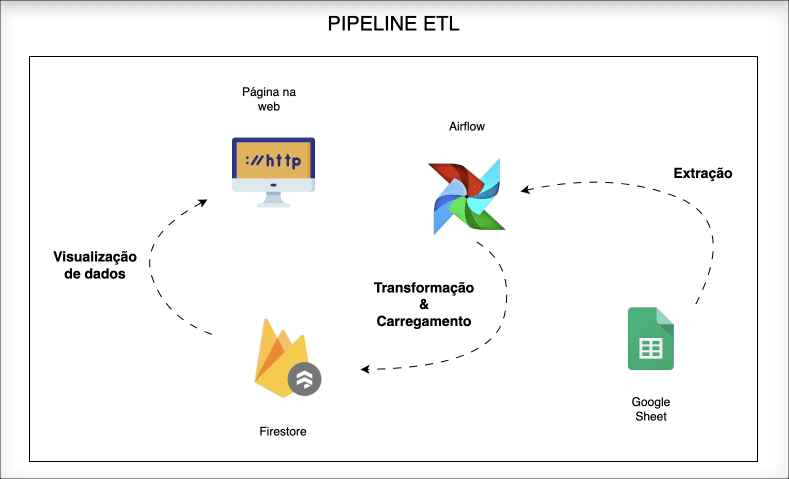 PIPELINE ETL
Página na
web
://http
Airflow
Extração
Visualização
de dados
Transformação
&
Carregamento
Google
Sheet
Firestore